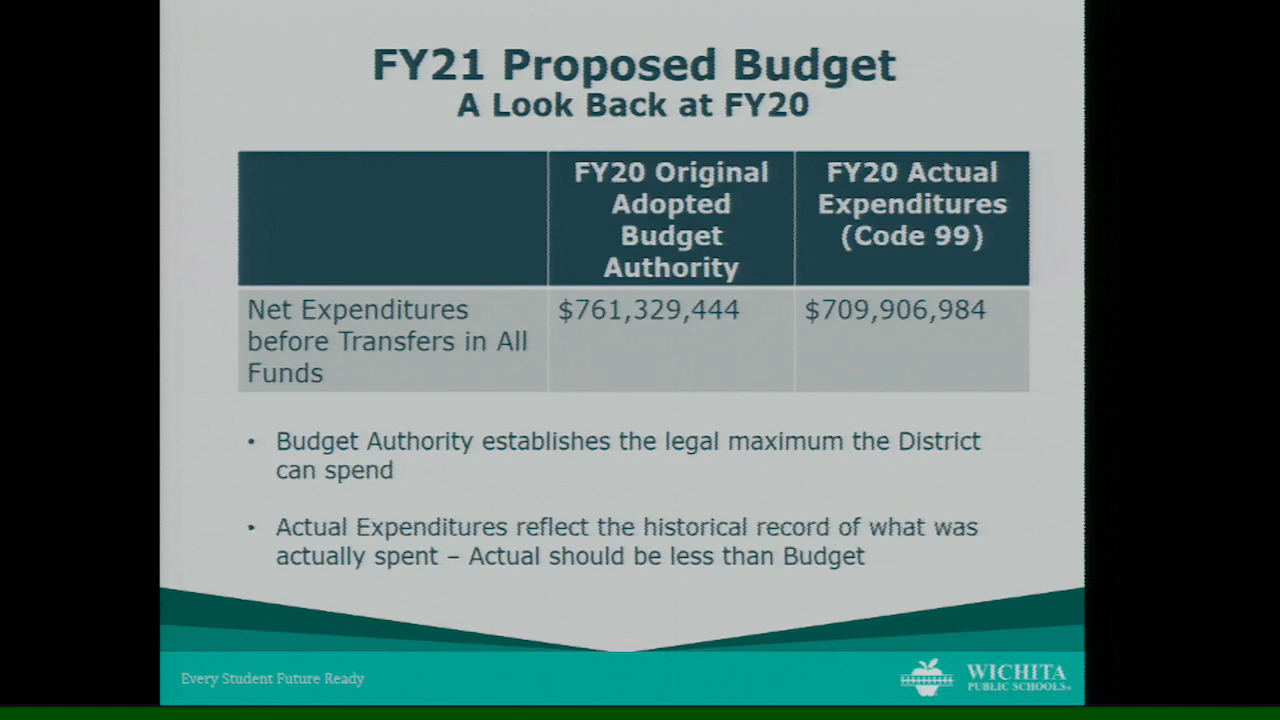 FY21 Proposed Budget
A Look Back at FY20
FY20 Original
Adopted
Budget
Authority
FY20 Actual
Expenditures
(Code 99)
Net Expenditures
before Transfers in All
Funds
$761,329,444
$709,906,984
• Budget Authority establishes the legal maximum the District
can spend
• Actual Expenditures reflect the historical record of what was
actually spent – Actual should be less than Budget
Every Student Future Ready
WICHITA
PUBLIC SCHOOLS®